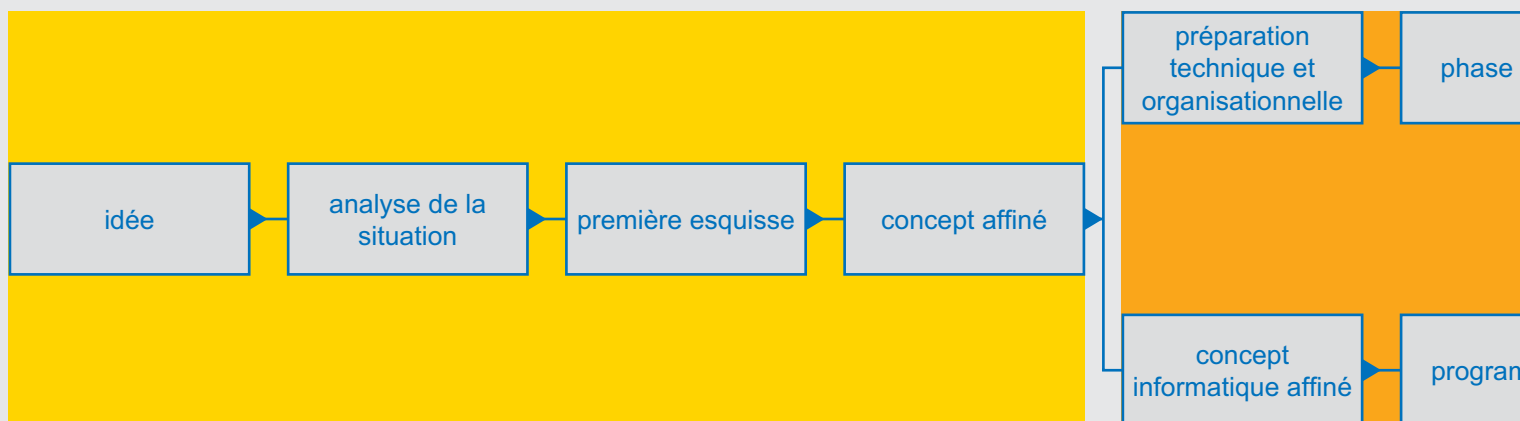 préparation
technique et
organisationnelle
phase
idée
analyse de la
situation
première esquisse
concept affiné
concept
informatique affiné